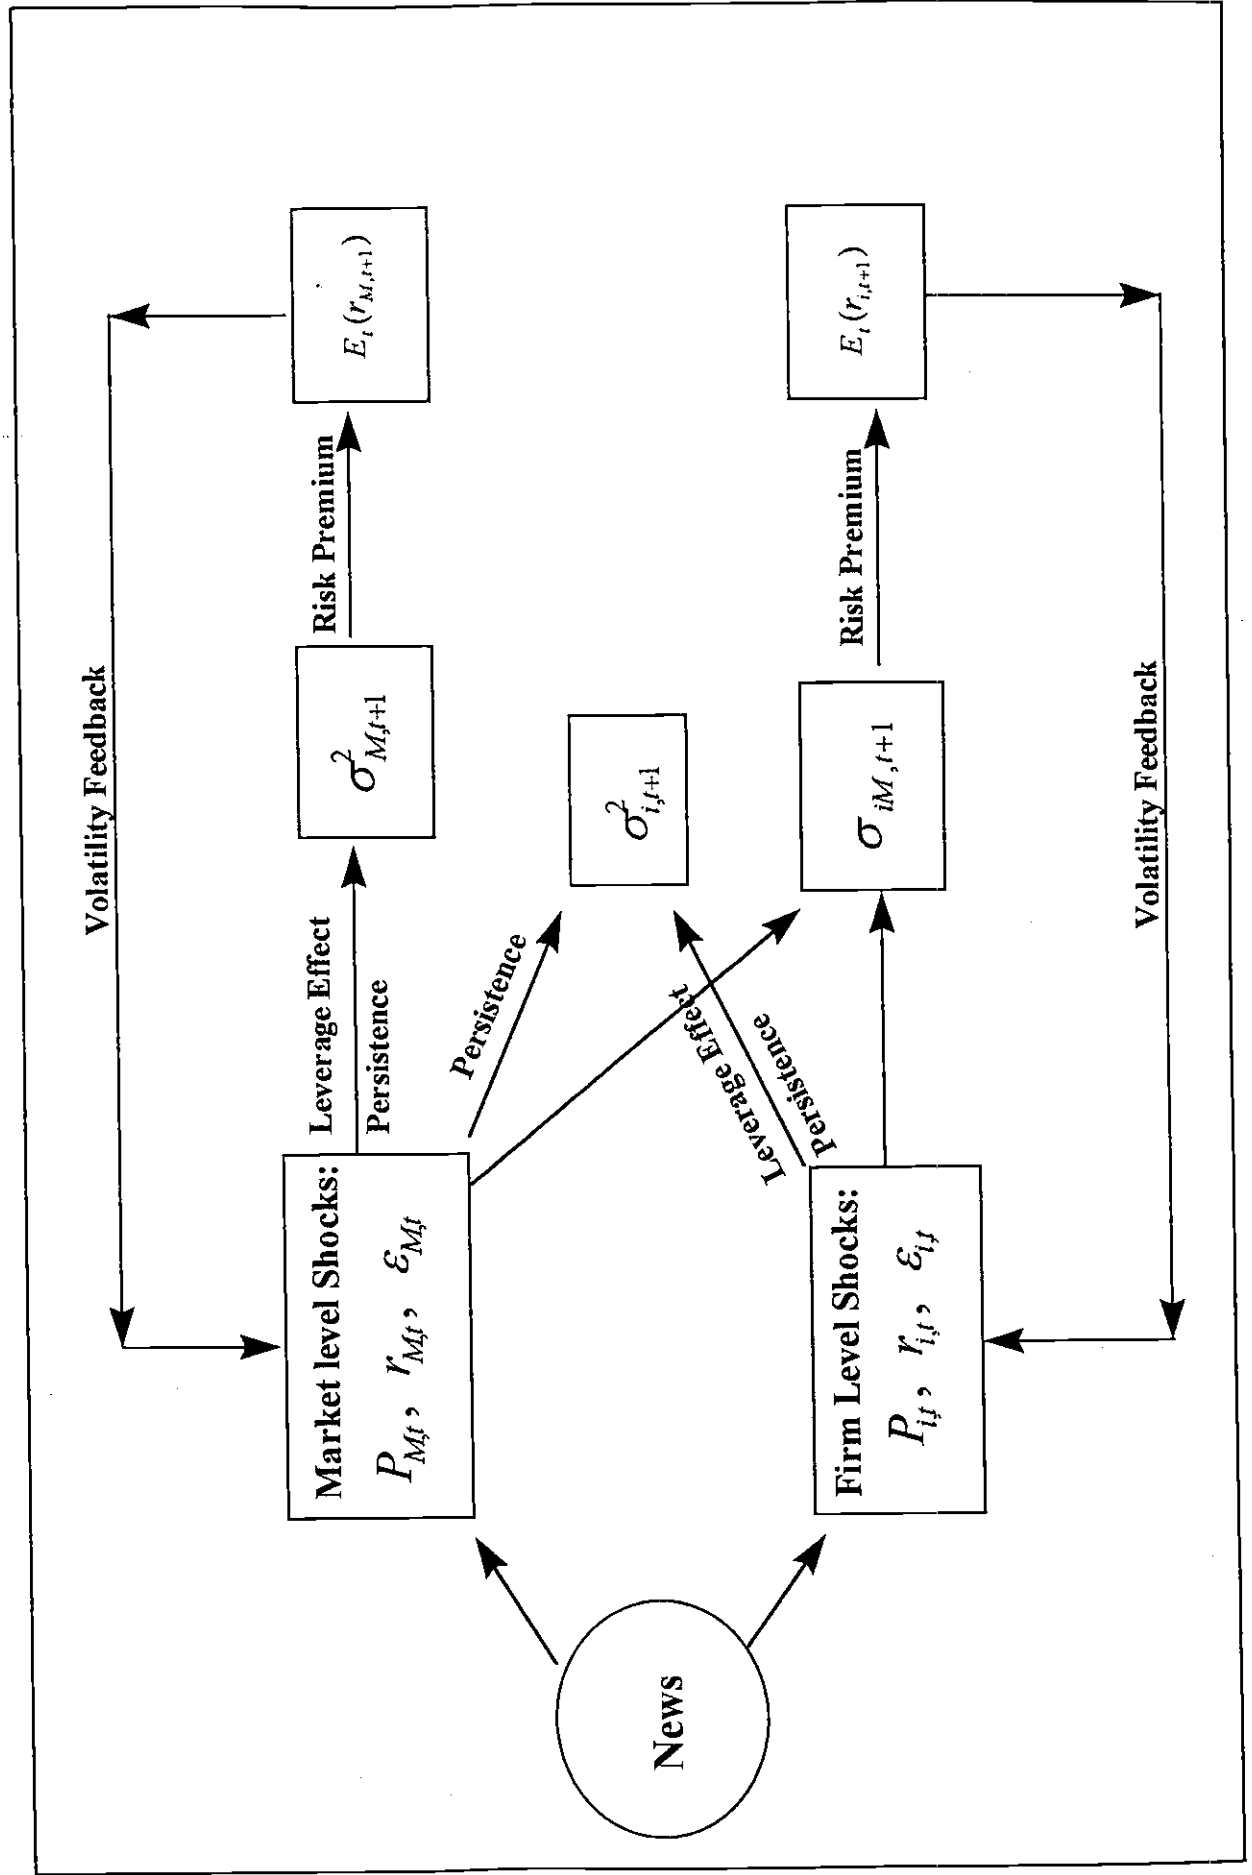 Volatility Feedback
Leverage Effect
Persistence
Risk Premium
Market level Shocks:
P_{M,t}, r_{M,t}, ε_{M,t}
σ²_{M,t+1}
E_t(r_{M,t+1})
Persistence
News
σ²_{i,t+1}
Leverage Effect
Persistence
Firm Level Shocks:
P_{i,t}, r_{i,t}, ε_{i,t}
σ_{iM,t+1}
Risk Premium
E_t(r_{i,t+1})
Volatility Feedback